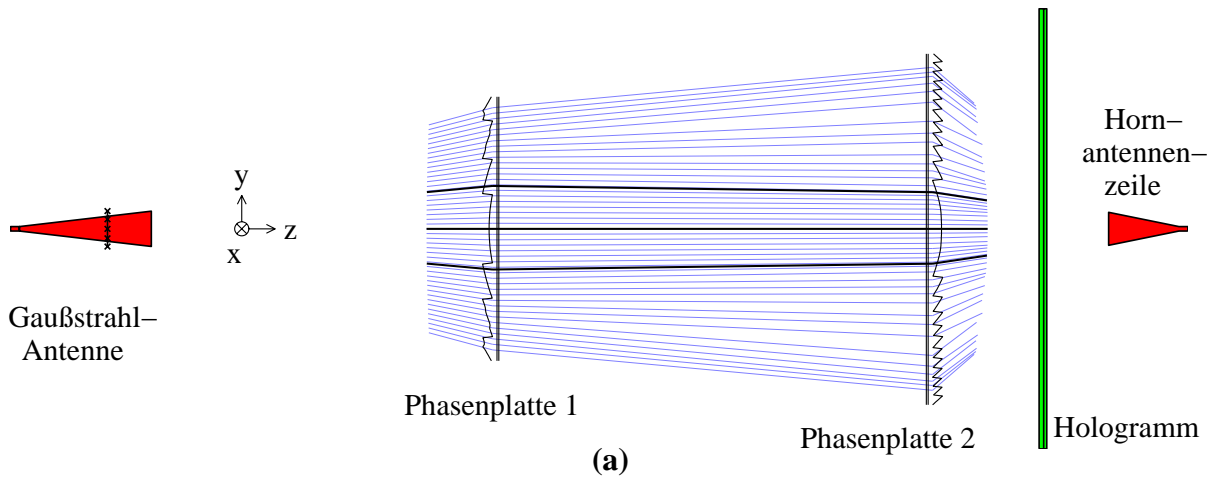 Gaußstrahl–
Antenne
y
z
x
Phasenplatte 1
Phasenplatte 2
Horn–
antennen–
zeile
Hologramm
(a)